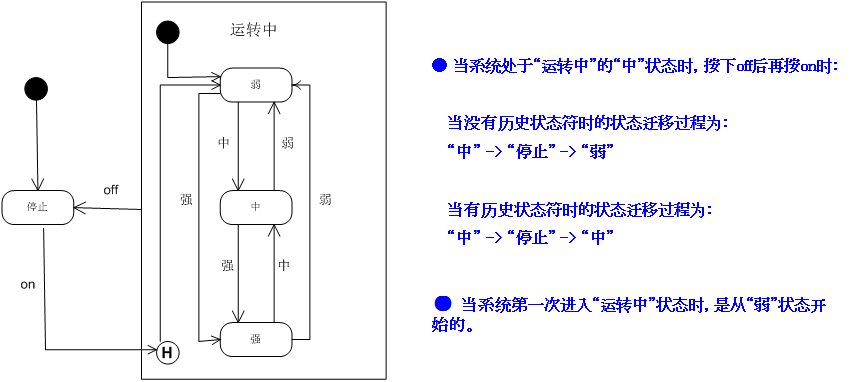 运转中
弱
中
弱
强
弱
off
停止
中
强
中
on
强
H
● 当系统处于“运转中”的“中”状态时, 按下off后再按on时:
当没有历史状态符时的状态迁移过程为:
“中” -> “停止” -> “弱”
当有历史状态符时的状态迁移过程为:
“中” -> “停止” -> “中”
● 当系统第一次进入“运转中”状态时, 是从“弱”状态开
始的。